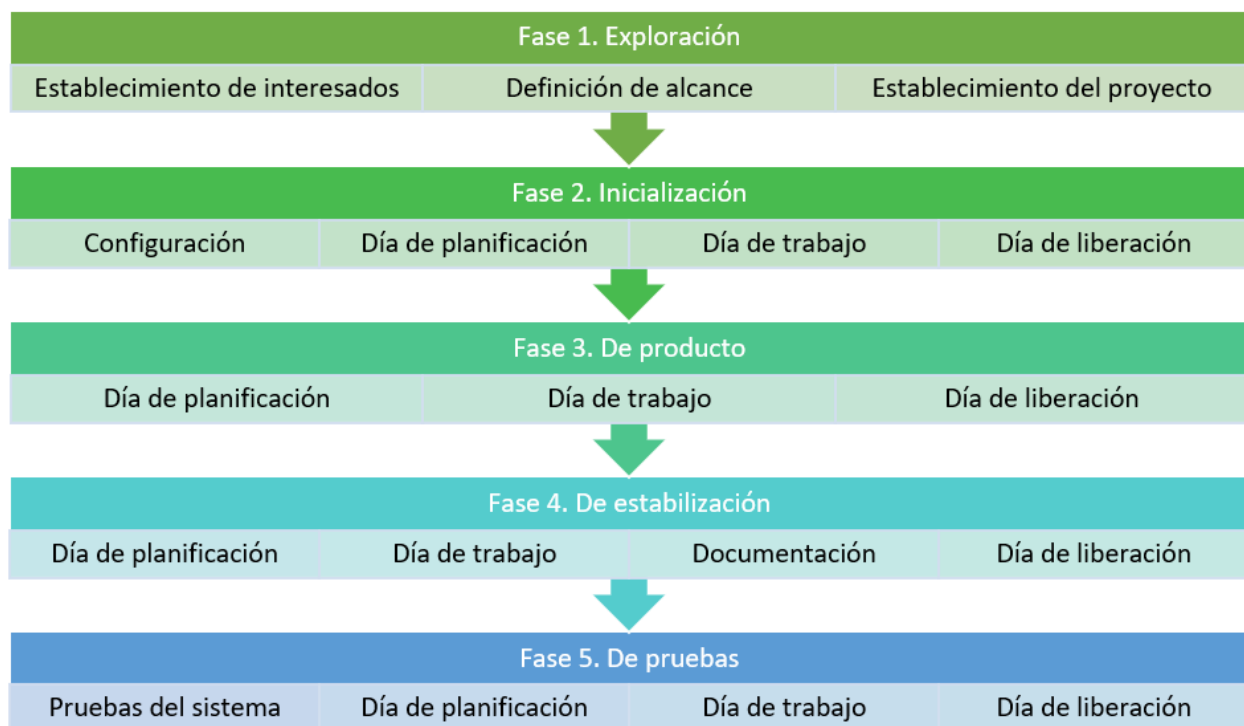 Fase 1. Exploración
Establecimiento de interesados
Definición de alcance
Establecimiento del proyecto
Fase 2. Inicialización
Configuración
Día de planificación
Día de trabajo
Día de liberación
Fase 3. De producto
Día de planificación
Día de trabajo
Día de liberación
Fase 4. De estabilización
Día de planificación
Día de trabajo
Documentación
Día de liberación
Fase 5. De pruebas
Pruebas del sistema
Día de planificación
Día de trabajo
Día de liberación